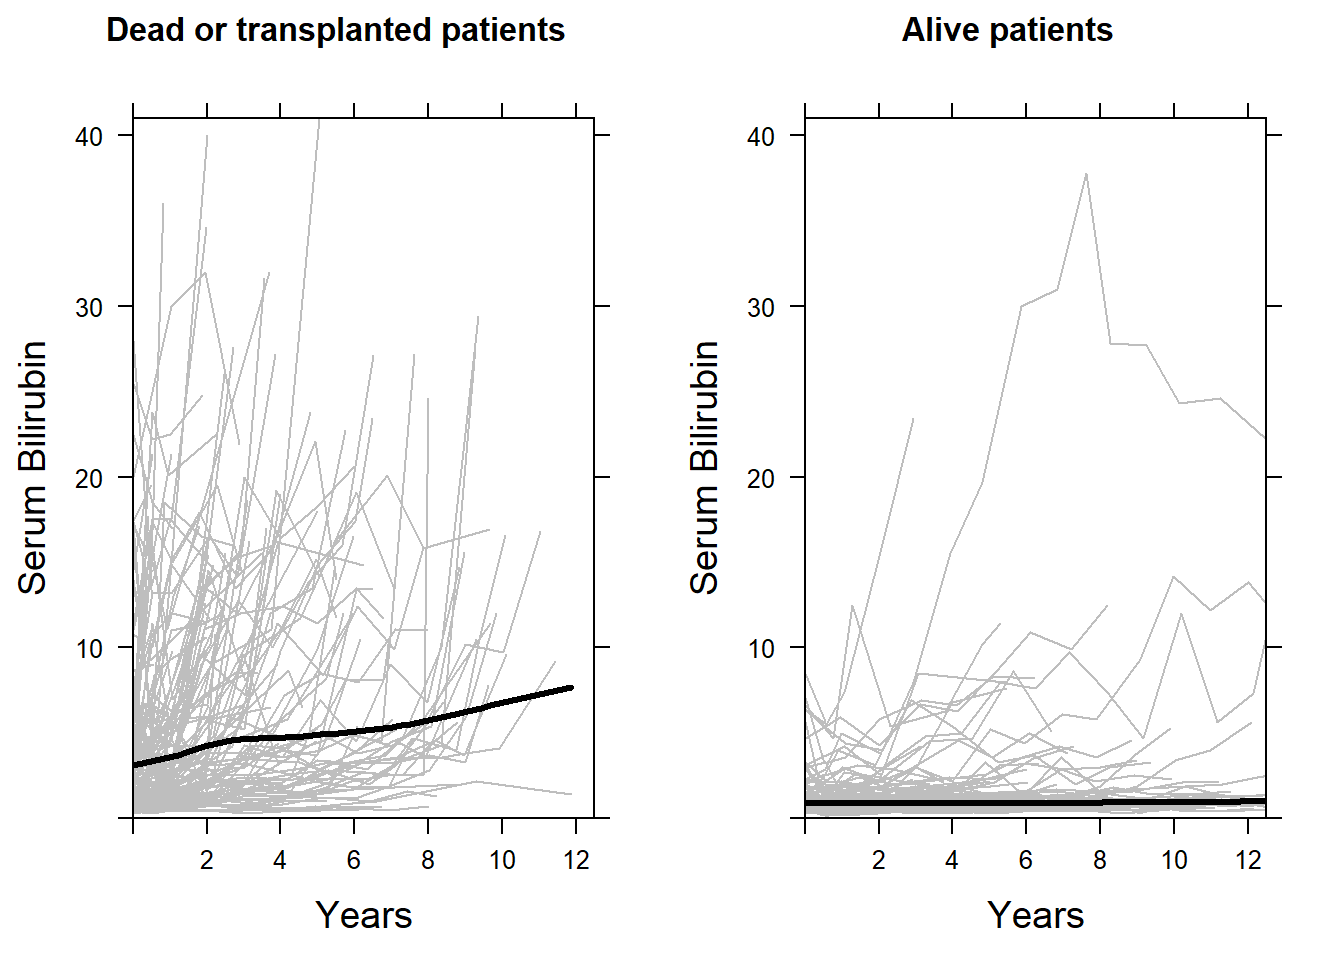 Dead or transplanted patients
40
30
20
10
Serum Bilirubin
2 4 6 8 10 12
Years
Alive patients
40
30
20
10
Serum Bilirubin
2 4 6 8 10 12
Years